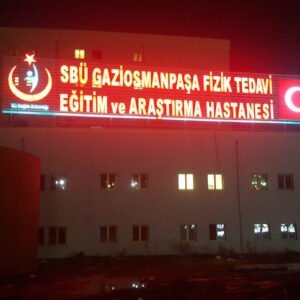 SBÜ GAZİOSMANPAŞA FİZİK TEDAVİ
EĞİTİM ve ARAŞTIRMA HASTANESİ